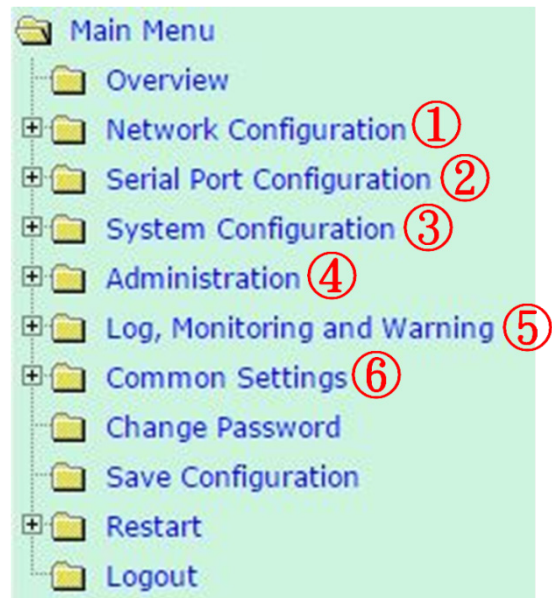 Main Menu
Overview
Network Configuration ①
Serial Port Configuration ②
System Configuration ③
Administration ④
Log, Monitoring and Warning ⑤
Common Settings ⑥
Change Password
Save Configuration
Restart
Logout